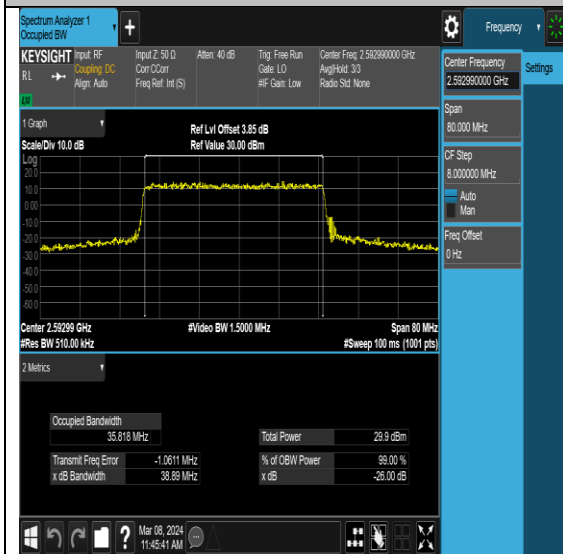 Spectrum Analyzer 1
Occupied BW
Frequency
KEYSIGHT
RL
LXI
Input: RF
Coupling: DC
Align: Auto
Input Z: 50 Ω
Corr CCorr
Freq Ref: Int (S)
Atten: 40 dB
Trig: Free Run
Gate: LO
#IF Gain: Low
Center Freq: 2.592990000 GHz
Avg|Hold: 3/3
Radio Std: None
Center Frequency
2.592990000 GHz
Settings
Span
80.000 MHz
CF Step
8.000000 MHz
Auto
Man
Freq Offset
0 Hz
1 Graph
Scale/Div 10.0 dB
Ref Lvl Offset 3.85 dB
Ref Value 30.00 dBm
Log
20.0
10.0
0.00
-10.0
-20.0
-30.0
-40.0
-50.0
-60.0
Center 2.59299 GHz
#Res BW 510.00 kHz
#Video BW 1.5000 MHz
Span 80 MHz
#Sweep 100 ms (1001 pts)
2 Metrics
Occupied Bandwidth
35.818 MHz
Total Power 29.9 dBm
Transmit Freq Error -1.0611 MHz
% of OBW Power 99.00 %
x dB Bandwidth 38.89 MHz
x dB -26.00 dB
?
Mar 08, 2024
11:45:41 AM